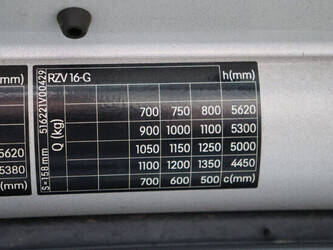 (mm)
5620
5380
c(mm)
RZV 16-G h(mm)
700 750 800 5620
900 1000 1100 5300
1050 1150 1250 5000
1100 1200 1350 4450
700 600 500 c(mm)
Q (kg)
S-158 mm 516221V00429